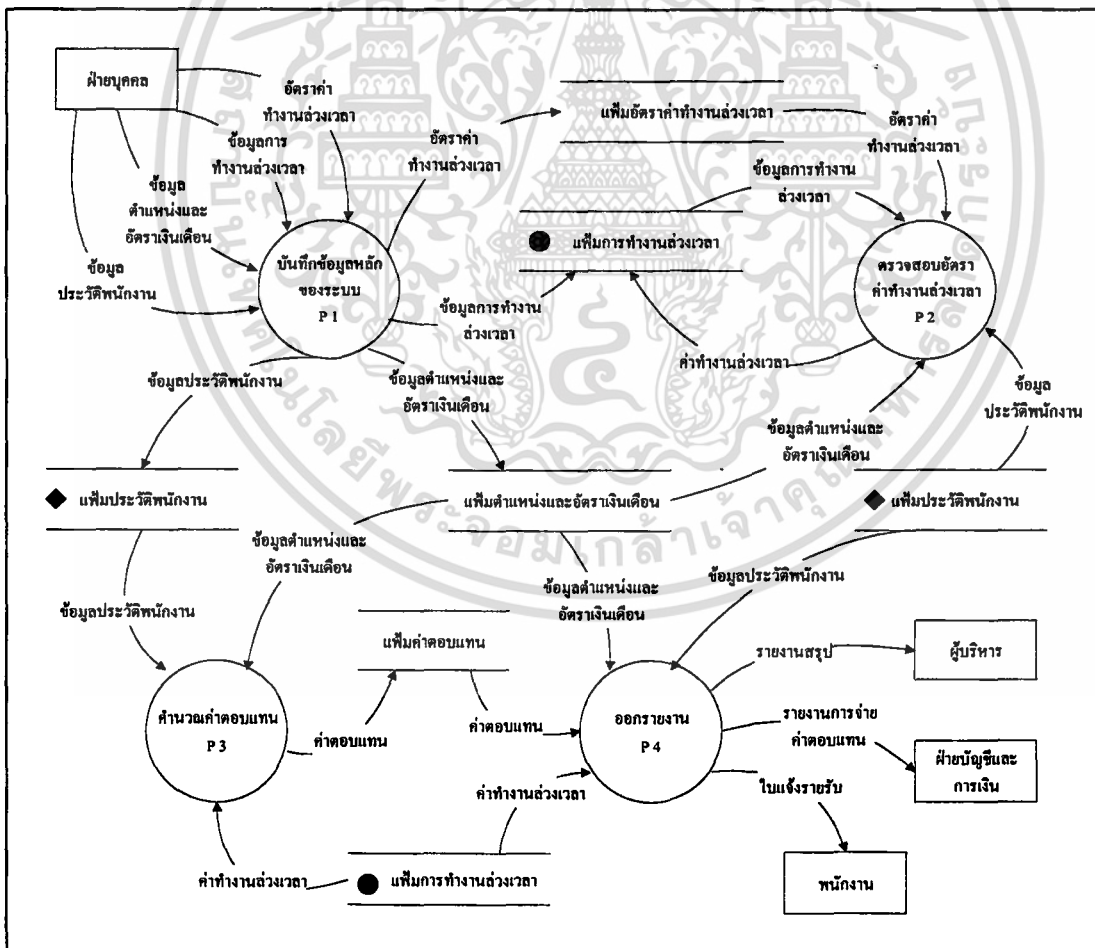 ฝ่ายบุคคล
อัตราค่า
ทำงานล่วงเวลา
ข้อมูลการ
ทำงานล่วงเวลา
ข้อมูล
ตำแหน่งและ
อัตราเงินเดือน
ข้อมูล
ประวัติพนักงาน
อัตราค่า
ทำงานล่วงเวลา
แฟ้มอัตราค่าทำงานล่วงเวลา
อัตราค่า
ทำงานล่วงเวลา
ข้อมูลการทำงาน
ล่วงเวลา
แฟ้มการทำงานล่วงเวลา
บันทึกข้อมูลหลัก
ของระบบ
P 1
ตรวจสอบอัตรา
ค่าทำงานล่วงเวลา
P 2
ข้อมูลการทำงาน
ล่วงเวลา
ค่าทำงานล่วงเวลา
ข้อมูลประวัติพนักงาน
ข้อมูลตำแหน่งและ
อัตราเงินเดือน
ข้อมูล
ประวัติพนักงาน
ข้อมูลตำแหน่งและ
อัตราเงินเดือน
แฟ้มประวัติพนักงาน
แฟ้มตำแหน่งและอัตราเงินเดือน
แฟ้มประวัติพนักงาน
ข้อมูลตำแหน่งและ
อัตราเงินเดือน
ข้อมูลประวัติพนักงาน
ข้อมูลตำแหน่งและ
อัตราเงินเดือน
ข้อมูลประวัติพนักงาน
แฟ้มค่าตอบแทน
รายงานสรุป
ผู้บริหาร
คำนวณค่าตอบแทน
P 3
ค่าตอบแทน
ค่าตอบแทน
ออกรายงาน
P 4
รายงานการจ่าย
ค่าตอบแทน
ฝ่ายบัญชีและ
การเงิน
ค่าทำงานล่วงเวลา
ใบแจ้งรายรับ
ค่าทำงานล่วงเวลา
แฟ้มการทำงานล่วงเวลา
พนักงาน